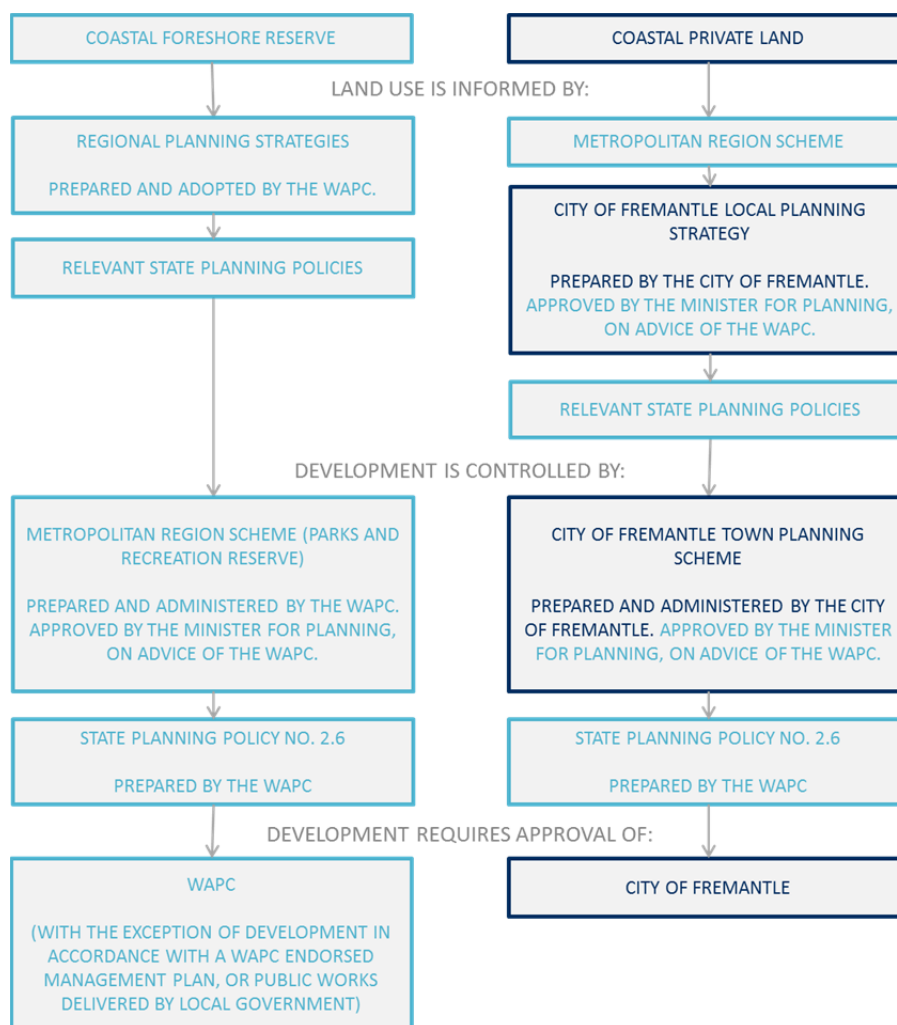 COASTAL FORESHORE RESERVE
COASTAL PRIVATE LAND
LAND USE IS INFORMED BY:
REGIONAL PLANNING STRATEGIES
PREPARED AND ADOPTED BY THE WAPC.
RELEVANT STATE PLANNING POLICIES
METROPOLITAN REGION SCHEME
CITY OF FREMANTLE LOCAL PLANNING
STRATEGY
PREPARED BY THE CITY OF FREMANTLE.
APPROVED BY THE MINISTER FOR PLANNING,
ON ADVICE OF THE WAPC.
RELEVANT STATE PLANNING POLICIES
DEVELOPMENT IS CONTROLLED BY:
METROPOLITAN REGION SCHEME (PARKS AND
RECREATION RESERVE)
PREPARED AND ADMINISTERED BY THE WAPC.
APPROVED BY THE MINISTER FOR PLANNING,
ON ADVICE OF THE WAPC.
STATE PLANNING POLICY NO. 2.6
PREPARED BY THE WAPC
CITY OF FREMANTLE TOWN PLANNING
SCHEME
PREPARED AND ADMINISTERED BY THE CITY
OF FREMANTLE. APPROVED BY THE MINISTER
FOR PLANNING, ON ADVICE OF THE WAPC.
STATE PLANNING POLICY NO. 2.6
PREPARED BY THE WAPC
DEVELOPMENT REQUIRES APPROVAL OF:
WAPC
(WITH THE EXCEPTION OF DEVELOPMENT IN
ACCORDANCE WITH A WAPC ENDORSED
MANAGEMENT PLAN, OR PUBLIC WORKS
DELIVERED BY LOCAL GOVERNMENT)
CITY OF FREMANTLE